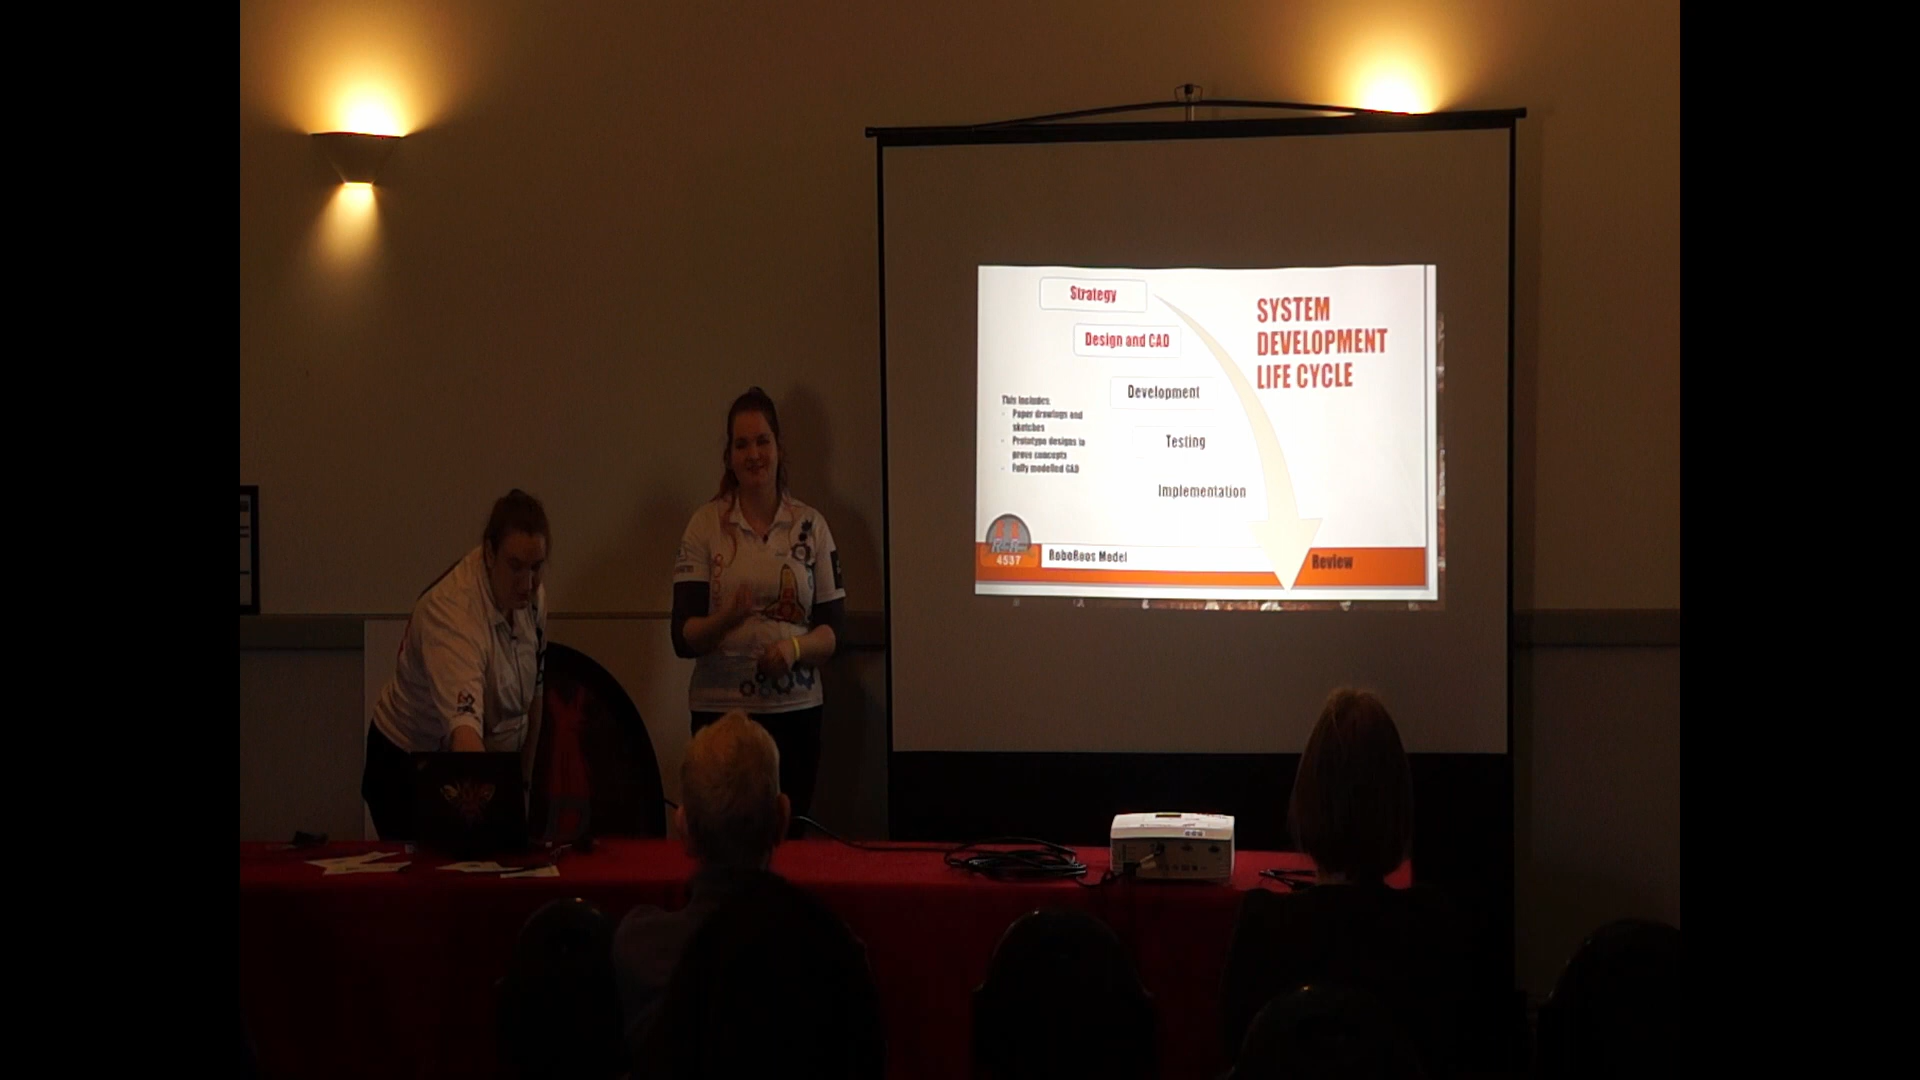 Strategy
Design and CAD
Development
Testing
Implementation
Review
SYSTEM
DEVELOPMENT
LIFE CYCLE
This includes:
- Paper drawings and
sketches
- Prototype designs to
prove concepts
- Fully modelled CAD
4537
RoboRoos Model